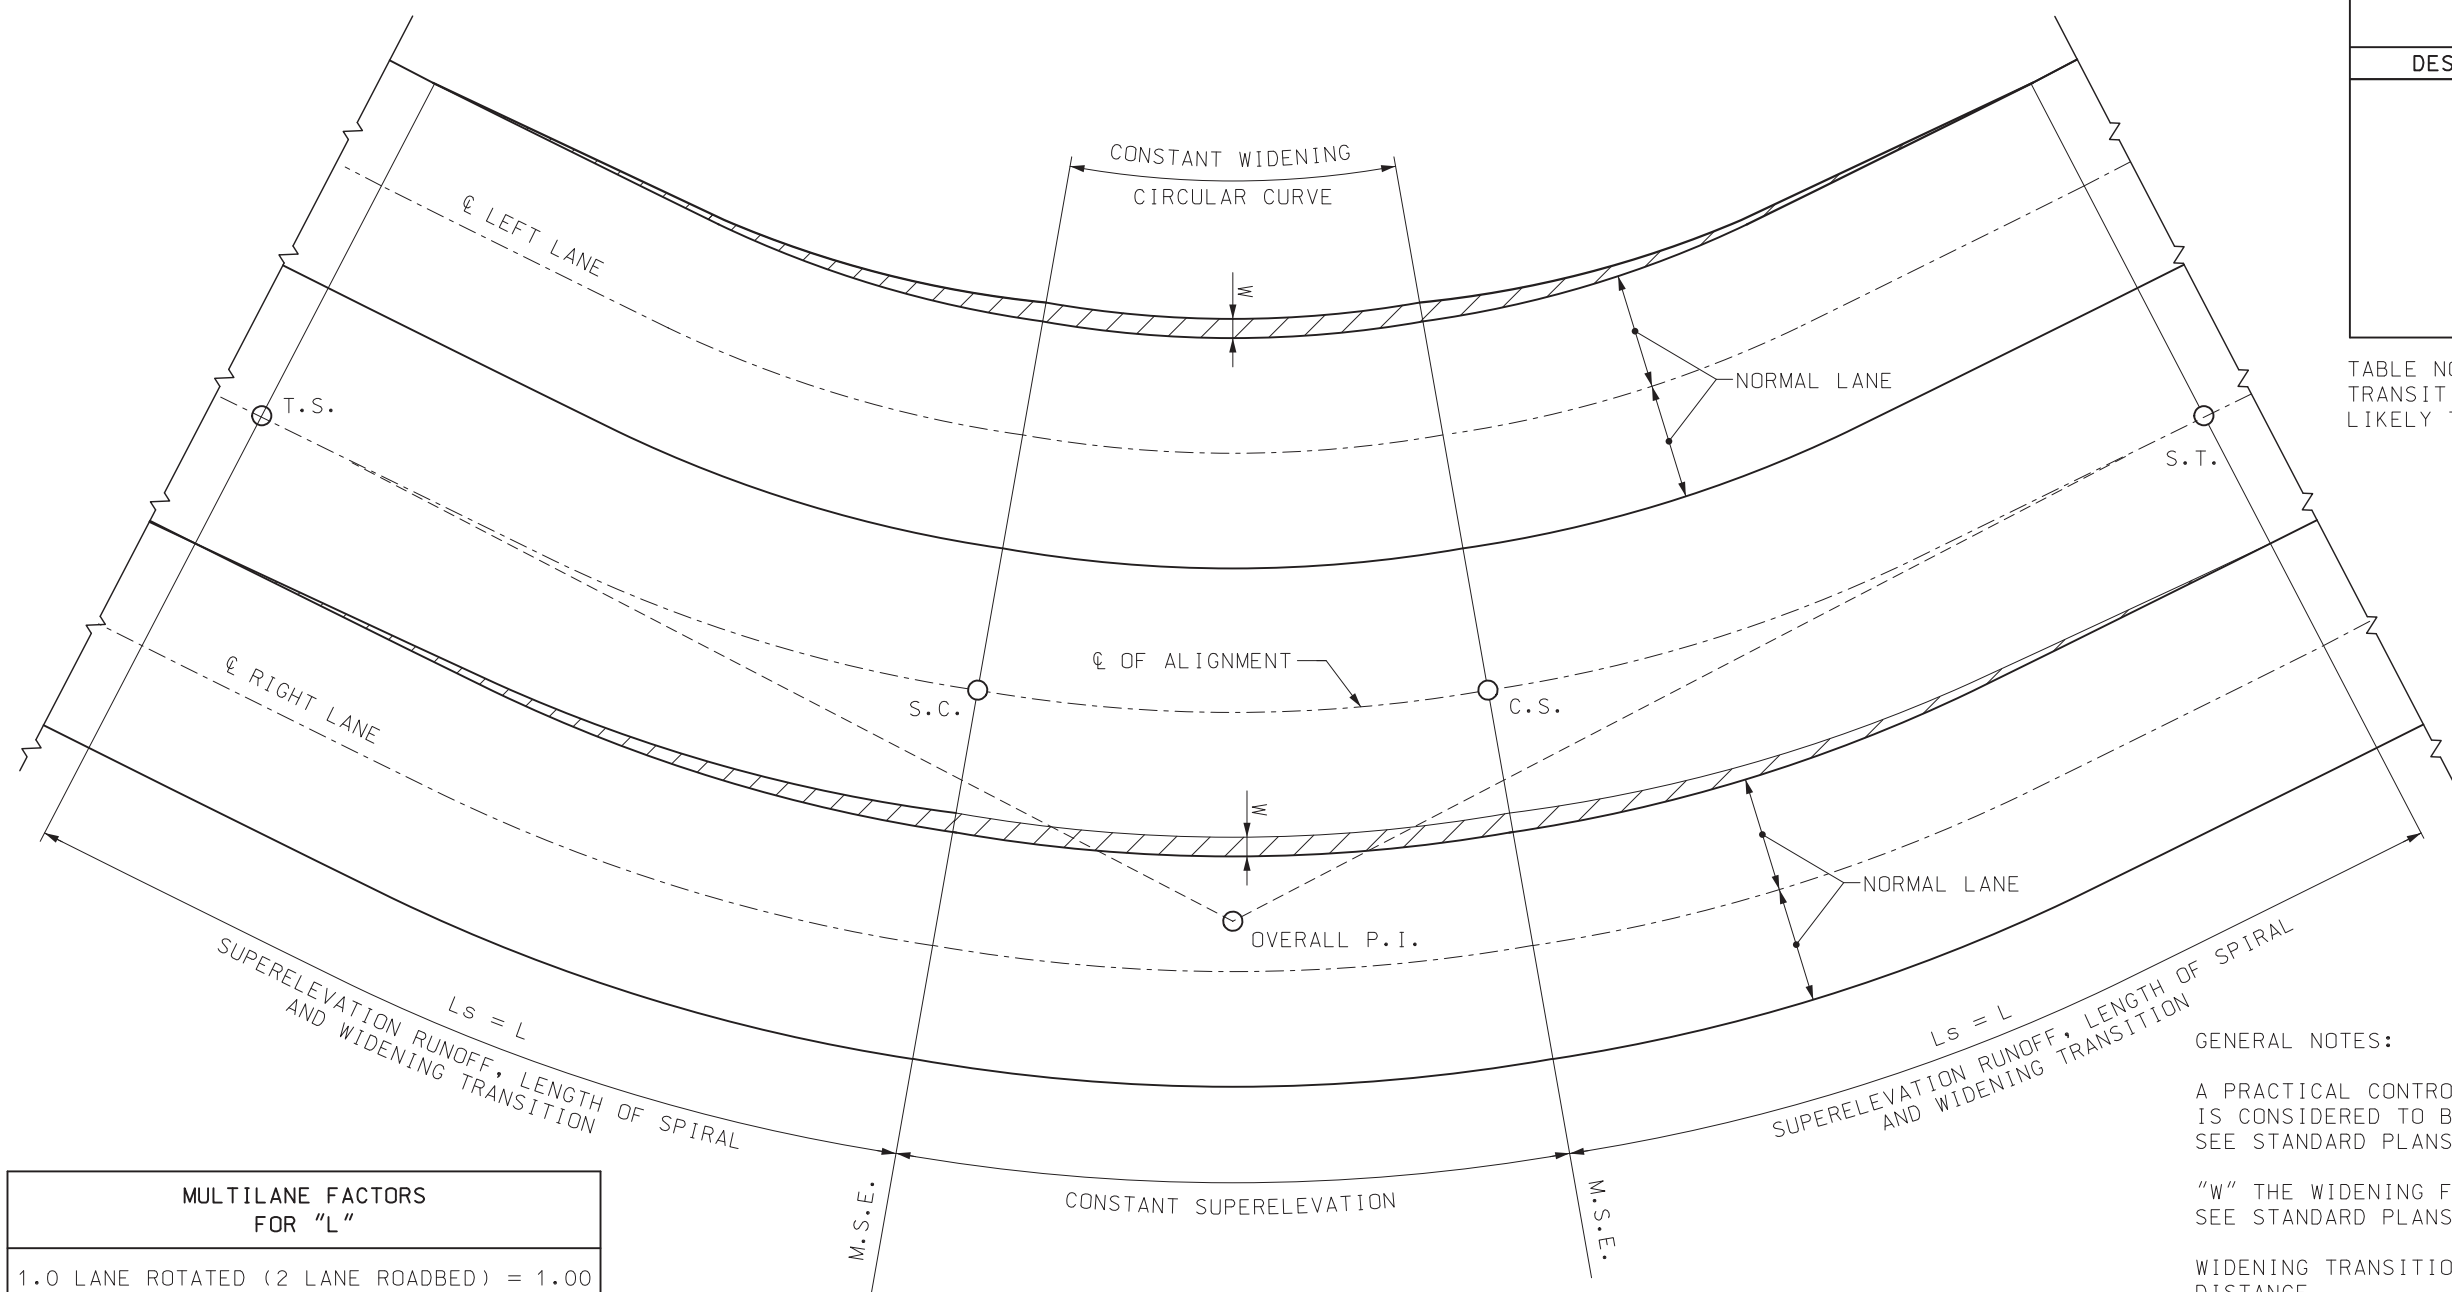 DES
CONSTANT WIDENING
CIRCULAR CURVE
℄ LEFT LANE
W
NORMAL LANE
TABLE NO
TRANSIT
LIKELY T
T.S.
S.T.
℄ RIGHT LANE
℄ OF ALIGNMENT
S.C.
C.S.
W
NORMAL LANE
OVERALL P.I.
Ls = L
SUPERELEVATION RUNOFF, LENGTH OF SPIRAL
AND WIDENING TRANSITION
Ls = L
SUPERELEVATION RUNOFF, LENGTH OF SPIRAL
AND WIDENING TRANSITION
CONSTANT SUPERELEVATION
M.S.E.
M.S.E.
MULTILANE FACTORS
FOR "L"
1.0 LANE ROTATED (2 LANE ROADBED) = 1.00
GENERAL NOTES:
A PRACTICAL CONTRO
IS CONSIDERED TO B
SEE STANDARD PLANS
"W" THE WIDENING F
SEE STANDARD PLANS
WIDENING TRANSITIO
DISTANCE